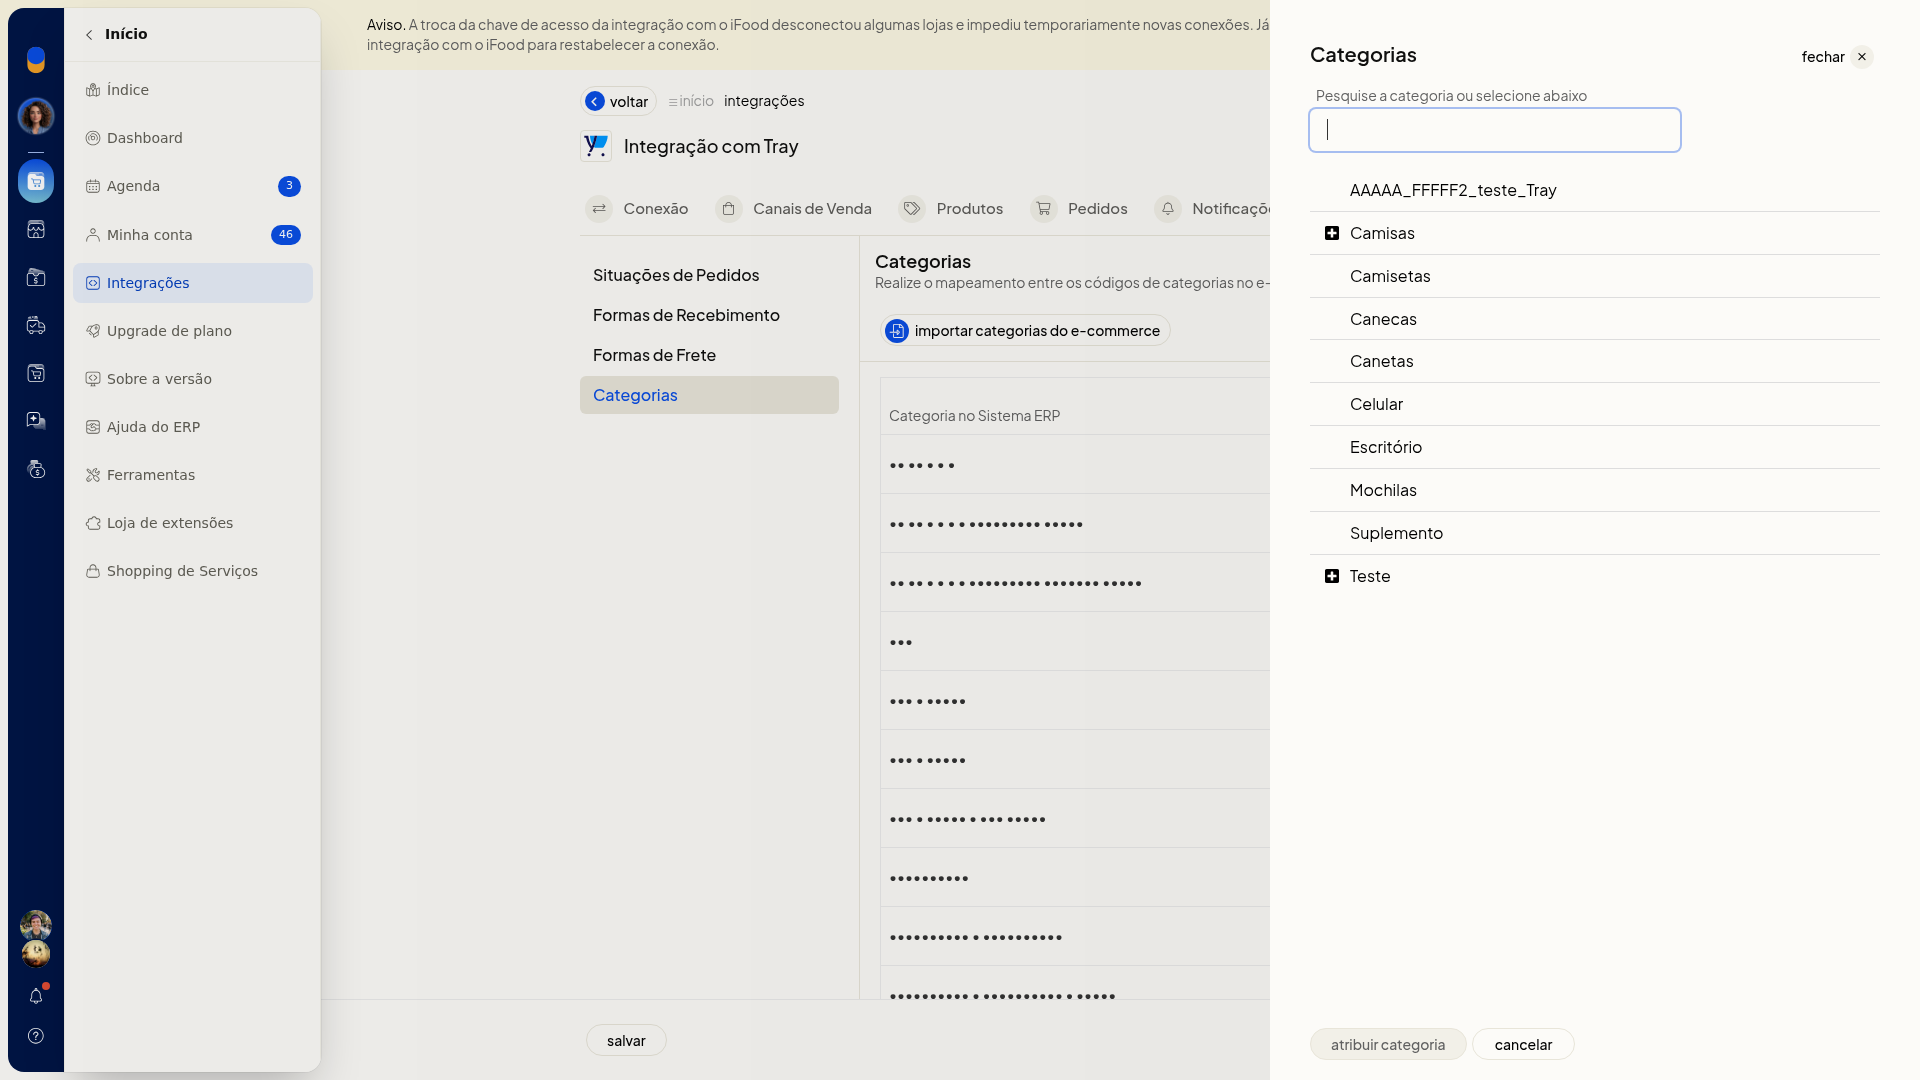 Início
Índice
Dashboard
Agenda
3
Minha conta
46
Integrações
Upgrade de plano
Sobre a versão
Ajuda do ERP
Ferramentas
Loja de extensões
Shopping de Serviços
Aviso. A troca da chave de acesso da integração com o iFood desconectou algumas lojas e impediu temporariamente novas conexões. Já
integração com o iFood para restabelecer a conexão.
voltar
início
integrações
Integração com Tray
Conexão
Canais de Venda
Produtos
Pedidos
Notificaçõ
Situações de Pedidos
Formas de Recebimento
Formas de Frete
Categorias
Categorias
Realize o mapeamento entre os códigos de categorias no e-
importar categorias do e-commerce
Categoria no Sistema ERP
salvar
Categorias
fechar
Pesquise a categoria ou selecione abaixo
AAAAA_FFFFF2_teste_Tray
Camisas
Camisetas
Canecas
Canetas
Celular
Escritório
Mochilas
Suplemento
Teste
atribuir categoria
cancelar